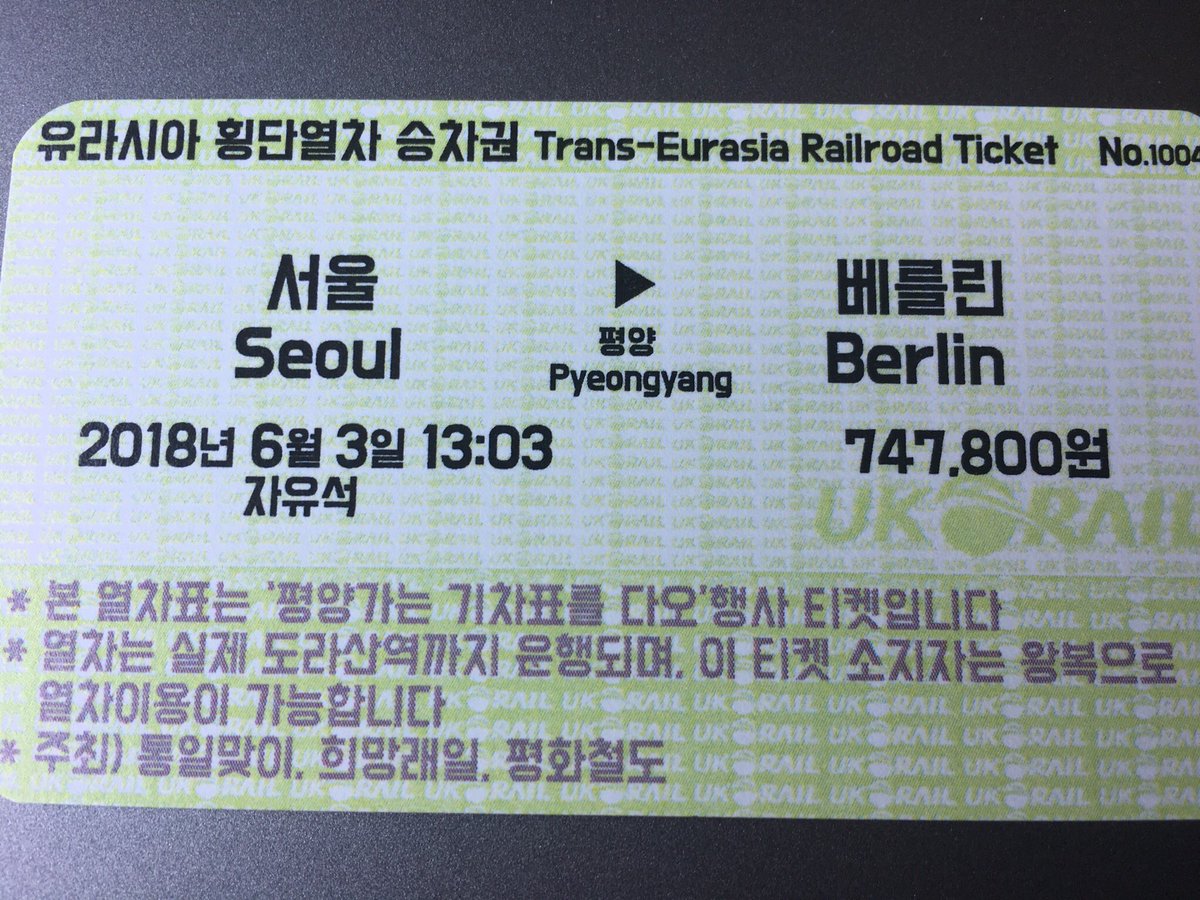 유라시아 횡단열차 승차권 Trans-Eurasia Railroad Ticket No.1004
서울 ▶ 베를린
Seoul 평양 Berlin
Pyeongyang
2018년 6월 3일 13:03 747,800원
자유석
UK RAIL
* 본 열차표는 '평양가는 기차표를 다오'행사 티켓입니다
* 열차는 실제 도라산역까지 운행되며, 이 티켓 소지자는 왕복으로
열차이용이 가능합니다
* 주최) 통일맞이, 희망래일, 평화철도